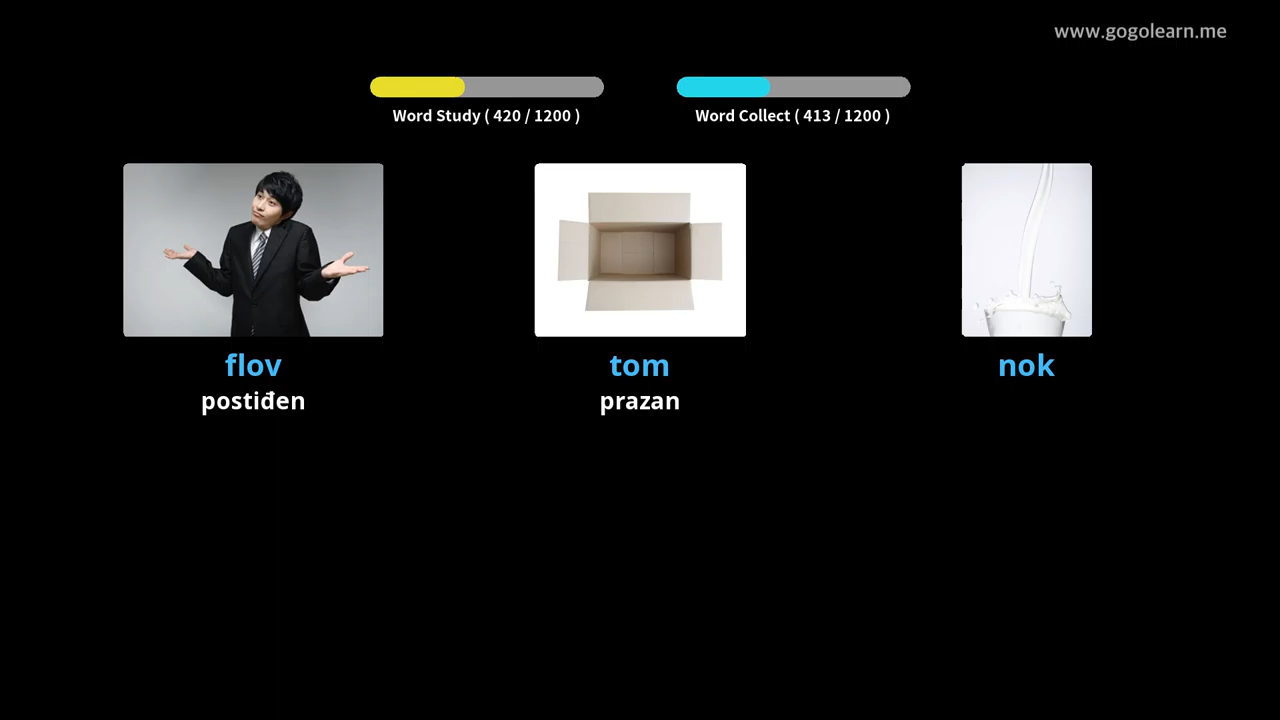 www.gogolearn.me
Word Study ( 420 / 1200 )
Word Collect ( 413 / 1200 )
flov
postiđen
tom
prazan
nok